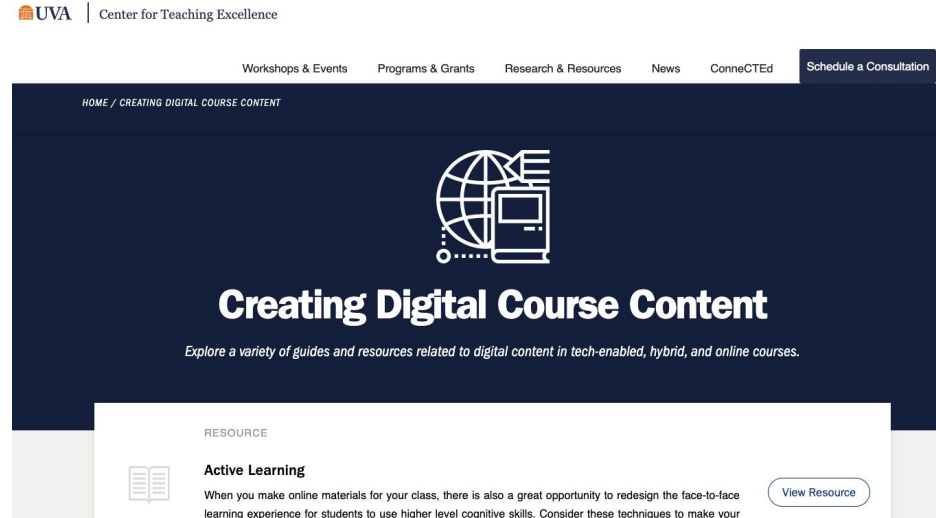 UVA Center for Teaching Excellence
Workshops & Events Programs & Grants Research & Resources News ConneCTEd Schedule a Consultation
HOME / CREATING DIGITAL COURSE CONTENT
Creating Digital Course Content
Explore a variety of guides and resources related to digital content in tech-enabled, hybrid, and online courses.
RESOURCE
Active Learning
When you make online materials for your class, there is also a great opportunity to redesign the face-to-face
View Resource
learning experience for students to use higher level cognitive skills. Consider these techniques to make your